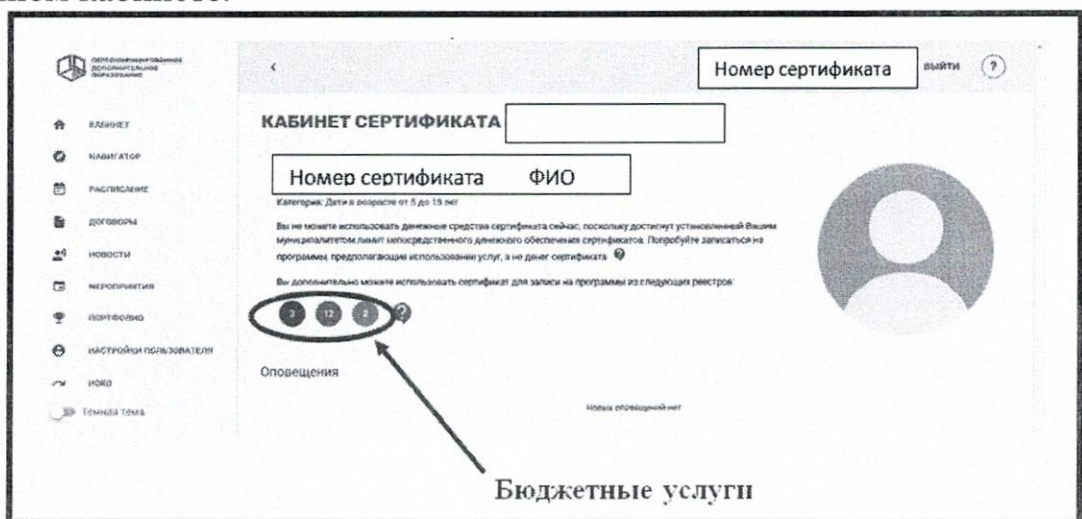 СЕРТИФИЦИРОВАННОЕ
ДОПОЛНИТЕЛЬНОЕ
ОБРАЗОВАНИЕ
<
Номер сертификата
ВЫЙТИ
?
КАБИНЕТ
НАВИГАТОР
РАСПИСАНИЕ
ДОГОВОРЫ
НОВОСТИ
МЕРОПРИЯТИЯ
ПОРТФОЛИО
НАСТРОЙКИ ПОЛЬЗОВАТЕЛЯ
НОКО
Темная тема
КАБИНЕТ СЕРТИФИКАТА
Номер сертификата ФИО
Категория: Дети в возрасте от 5 до 18 лет
Вы не можете использовать денежные средства сертификата сейчас, поскольку достигнут установленный Вашим
муниципалитетом лимит непосредственного денежного обеспечения сертификатов. Попробуйте записаться на
программы, предполагающие использование услуг, а не денег сертификата ?
Вы дополнительно можете использовать сертификат для записи на программы из следующих реестров:
3 12 2 ?
Оповещения
Новых оповещений нет
Бюджетные услуги